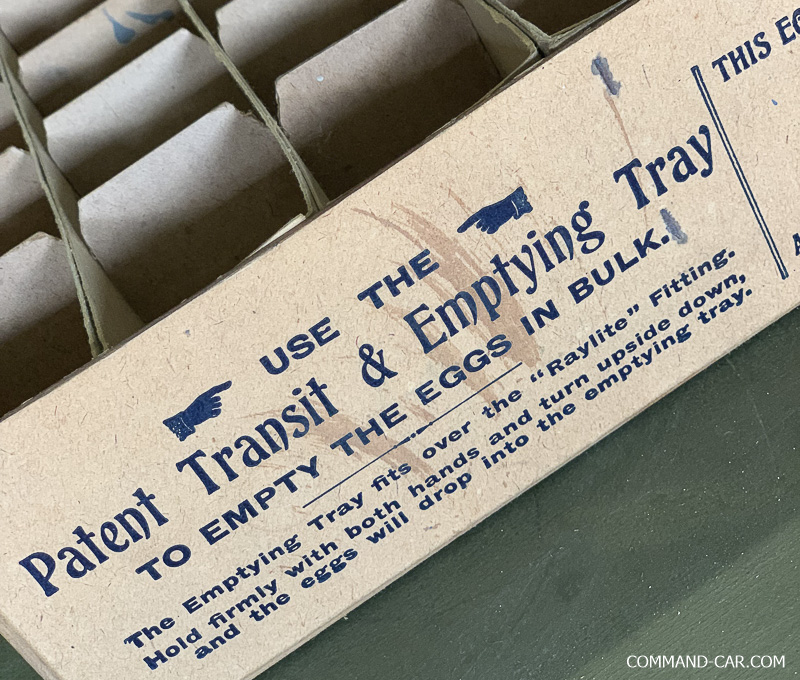 USE THE
Patent Transit & Emptying Tray
TO EMPTY THE EGGS IN BULK.
The Emptying Tray fits over the "Raylite" Fitting.
Hold firmly with both hands and turn upside down,
and the eggs will drop into the emptying tray.
THIS
COMMAND-CAR.COM